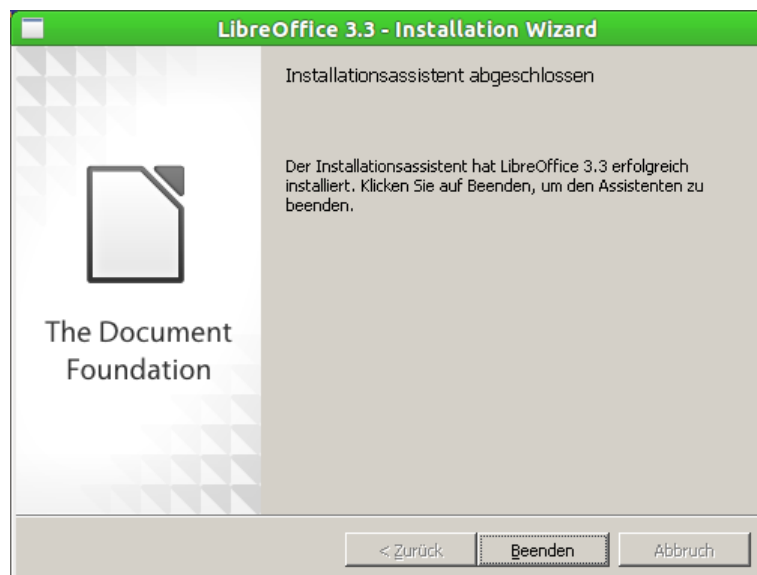 LibreOffice 3.3 - Installation Wizard
Installationsassistent abgeschlossen
Der Installationsassistent hat LibreOffice 3.3 erfolgreich
installiert. Klicken Sie auf Beenden, um den Assistenten zu
beenden.
The Document
Foundation
< Zurück
Beenden
Abbruch